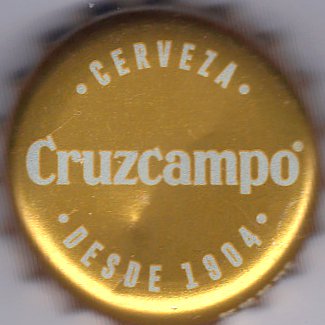 • CERVEZA •
Cruzcampo®
• DESDE 1904 •